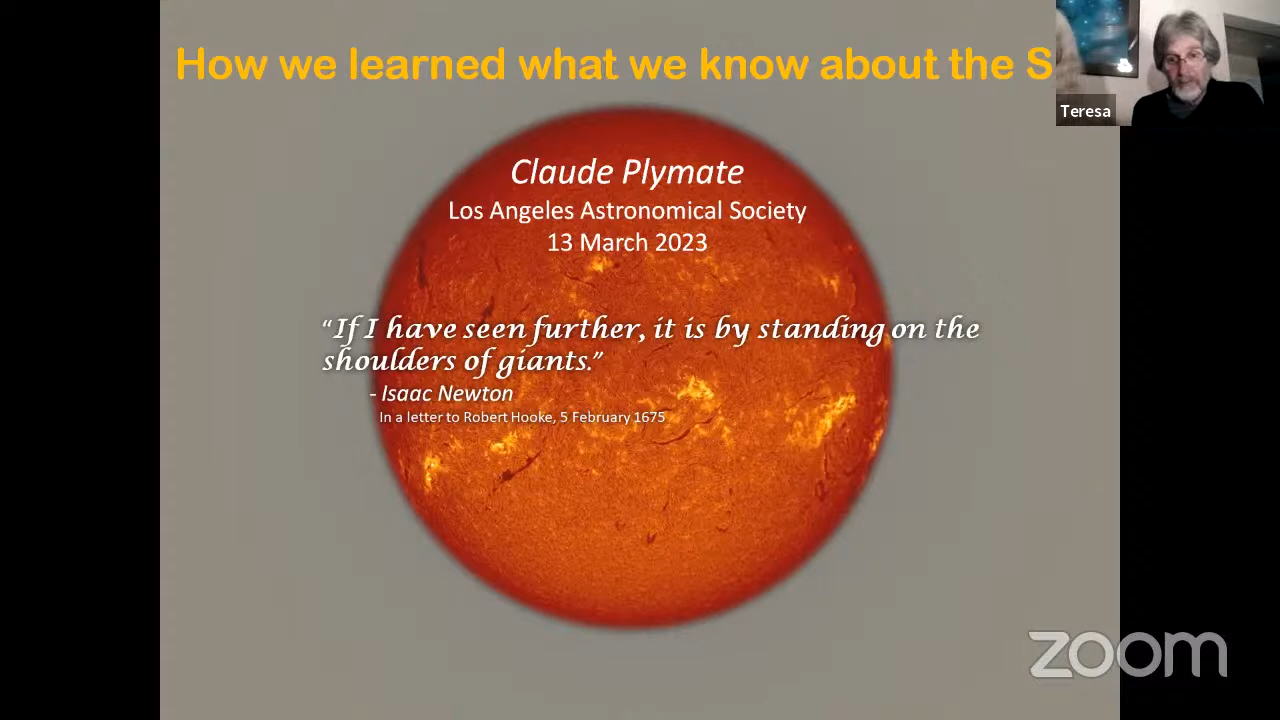 How we learned what we know about the S
Teresa
Claude Plymate
Los Angeles Astronomical Society
13 March 2023
“If I have seen further, it is by standing on the
shoulders of giants.”
- Isaac Newton
In a letter to Robert Hooke, 5 February 1675
zoom